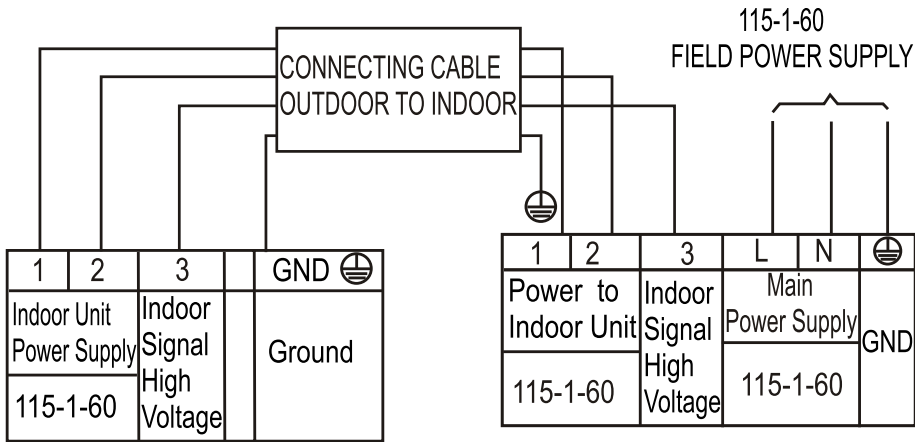 115-1-60
FIELD POWER SUPPLY
CONNECTING CABLE
OUTDOOR TO INDOOR
1 2 3 GND
Indoor Unit
Power Supply
115-1-60
Indoor
Signal
High
Voltage
Ground
1 2 3 L N
Power to
Indoor Unit
115-1-60
Indoor
Signal
High
Voltage
Main
Power Supply
115-1-60
GND